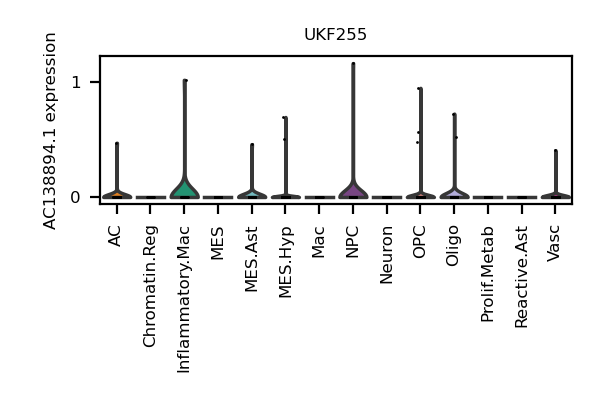 UKF255
AC138894.1 expression
1
0
AC
Chromatin.Reg
Inflammatory.Mac
MES
MES.Ast
MES.Hyp
Mac
NPC
Neuron
OPC
Oligo
Prolif.Metab
Reactive.Ast
Vasc